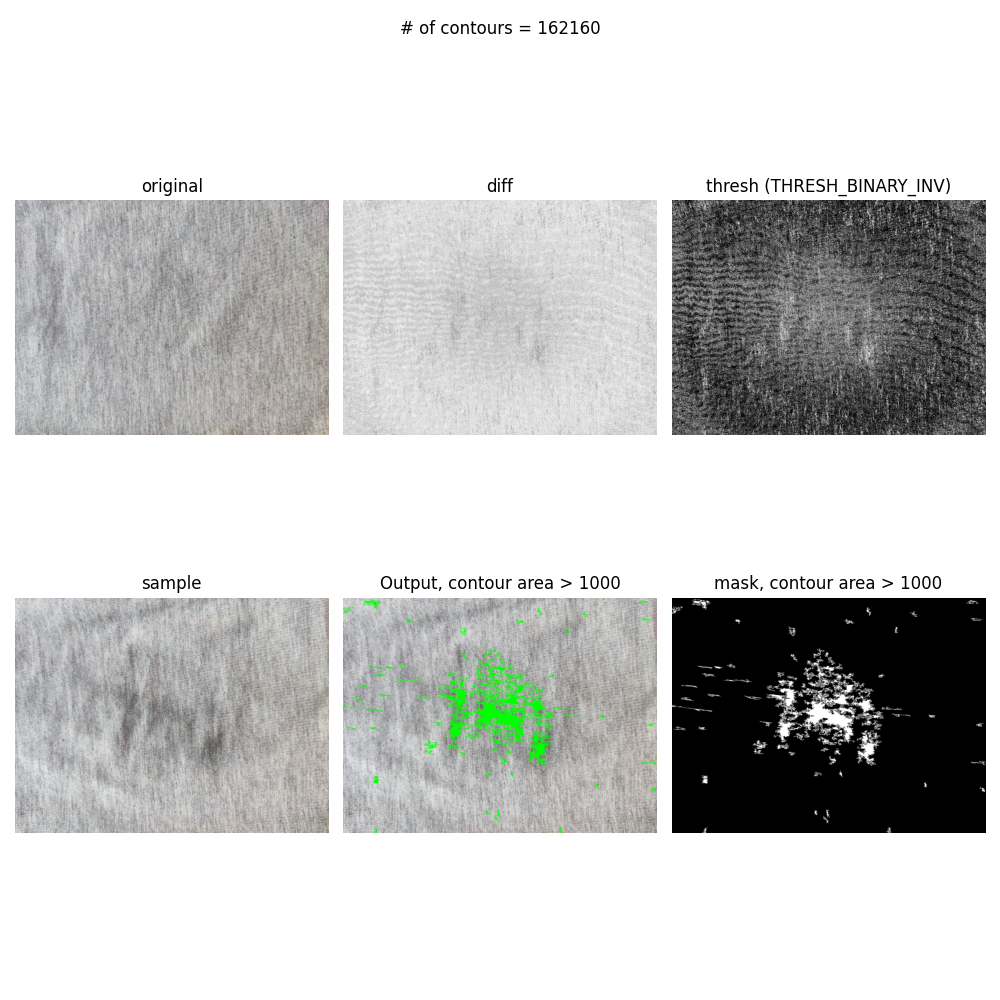 # of contours = 162160
original
diff
thresh (THRESH_BINARY_INV)
sample
Output, contour area > 1000
mask, contour area > 1000